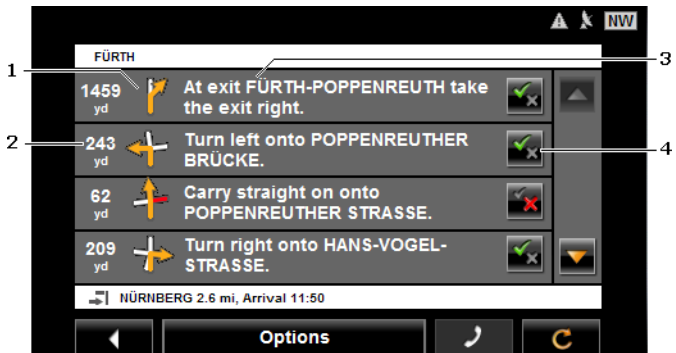 NW
FÜRTH
1
3
1459
yd
At exit FÜRTH-POPPENREUTH take
the exit right.
2
243
yd
Turn left onto POPPENREUTHER
BRÜCKE.
4
62
yd
Carry straight on onto
POPPENREUTHER STRASSE.
209
yd
Turn right onto HANS-VOGEL-
STRASSE.
NÜRNBERG 2.6 mi, Arrival 11:50
Options